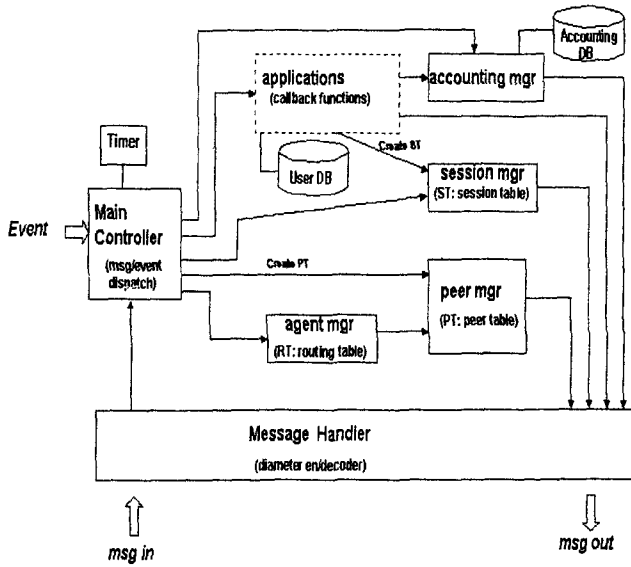 Accounting
DB
applications
(callback functions)
accounting mgr
Timer
Create ST
User DB
session mgr
(ST: session table)
Event
Main
Controller
(msg/event
dispatch)
Create PT
peer mgr
(PT: peer table)
agent mgr
(RT: routing table)
Message Handler
(diameter en/decoder)
msg in
msg out